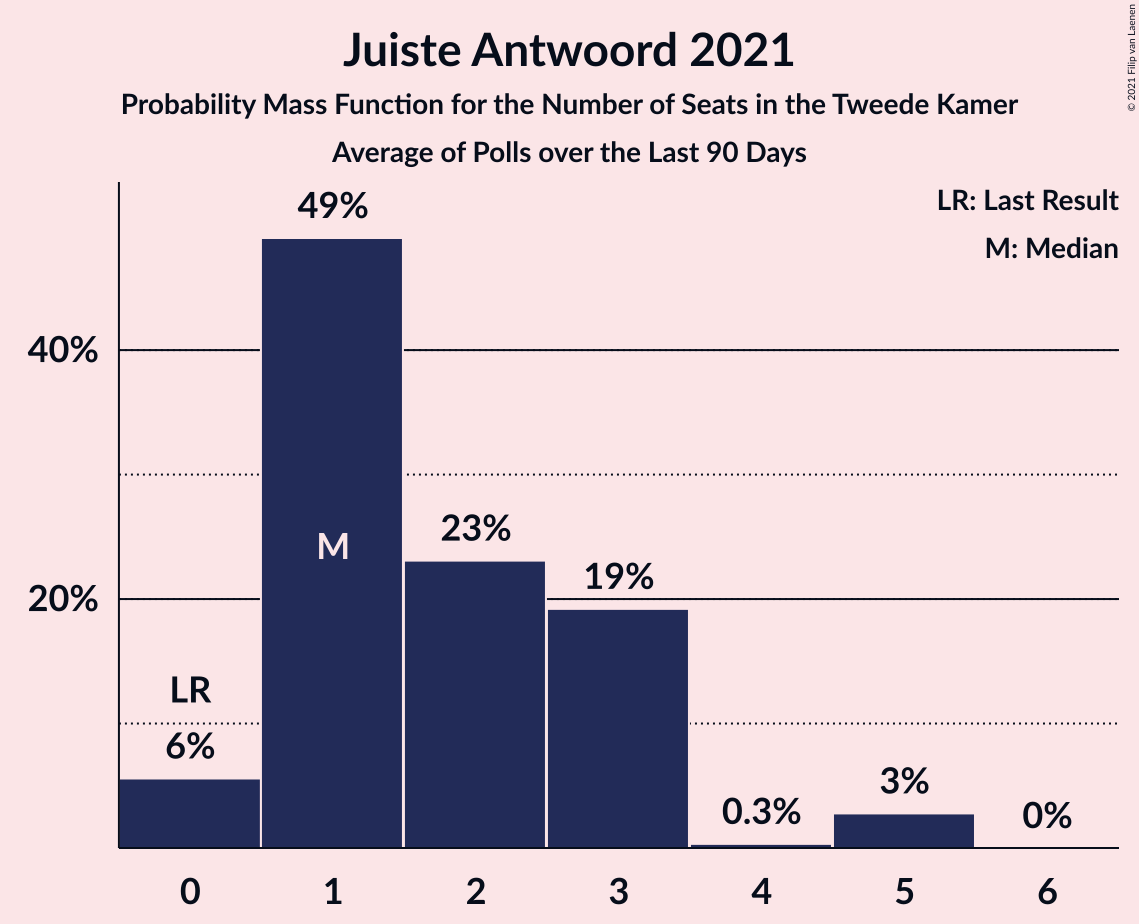 Juiste Antwoord 2021
Probability Mass Function for the Number of Seats in the Tweede Kamer
Average of Polls over the Last 90 Days
© 2021 Filip van Laenen
LR: Last Result
M: Median
49%
40%
M
23%
19%
20%
LR
6%
0.3%
3%
0%
0 1 2 3 4 5 6